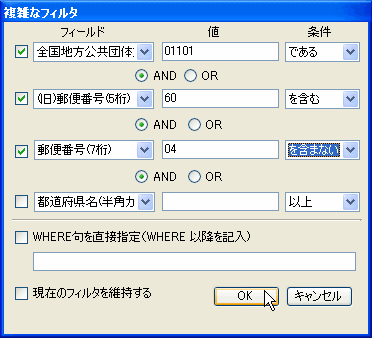 複雑なフィルタ
フィールド 値 条件
全国地方公共団体 01101 である
AND OR
(旧)郵便番号(5桁) 60 を含む
AND OR
郵便番号(7桁) 04 を含まない
AND OR
都道府県名(半角カ 以上
WHERE句を直接指定(WHERE 以降を記入)
現在のフィルタを維持する OK キャンセル